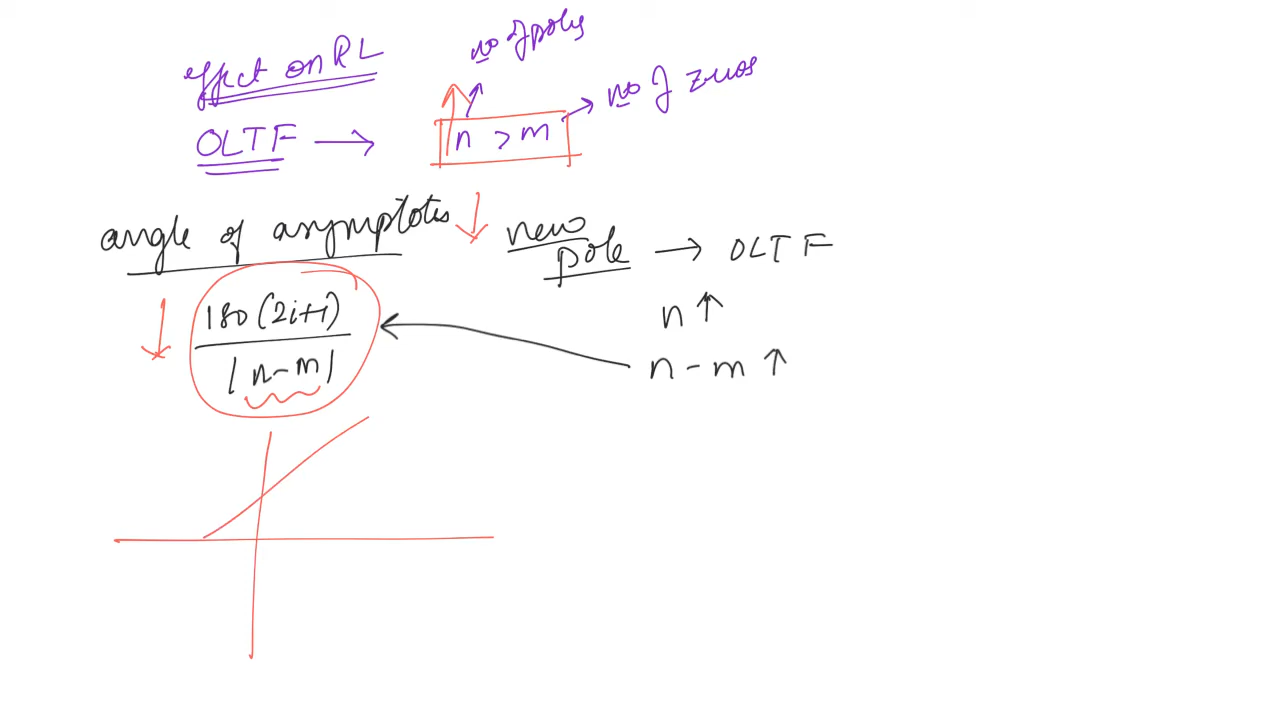 effect on RL
no of poles
OLTF → n > m
no of zeros
angle of asymptotes ↓
new pole → OLTF
180 (2i+1)
|n-m|
n ↑
n - m ↑